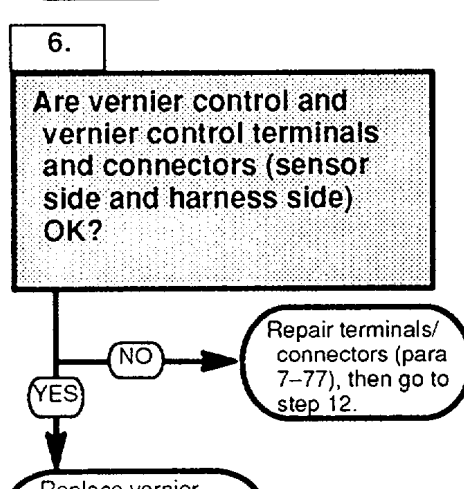 6.
Are vernier control and
vernier control terminals
and connectors (sensor
side and harness side)
OK?
NO
Repair terminals/
connectors (para
7–77), then go to
step 12.
YES
Replace vernier